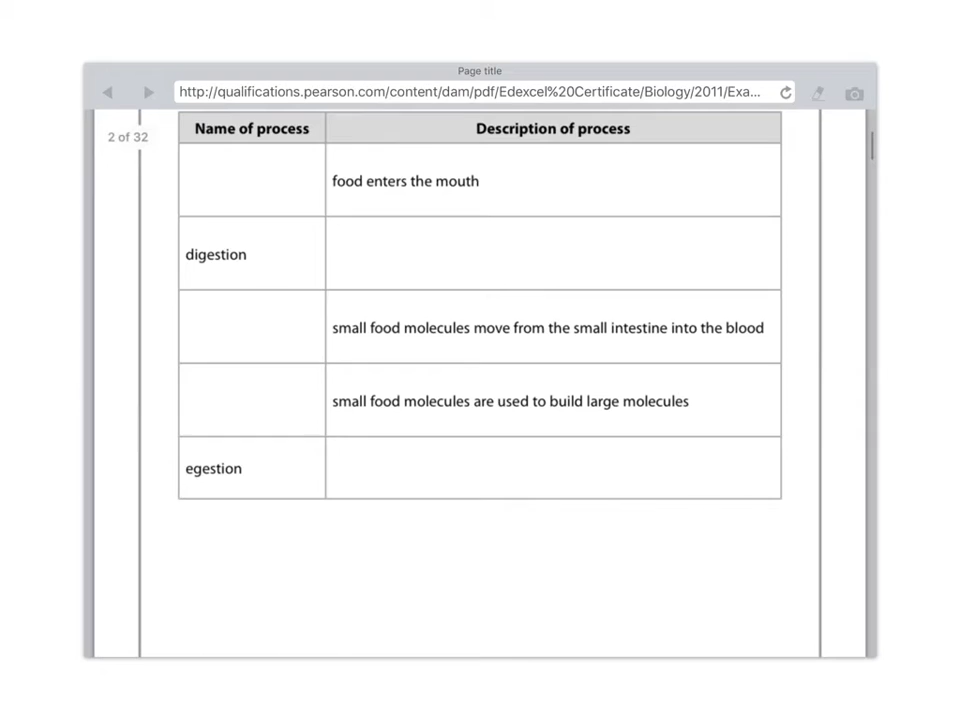 Page title
http://qualifications.pearson.com/content/dam/pdf/Edexcel%20Certificate/Biology/2011/Exa...
2 of 32
Name of process Description of process
food enters the mouth
digestion
small food molecules move from the small intestine into the blood
small food molecules are used to build large molecules
egestion